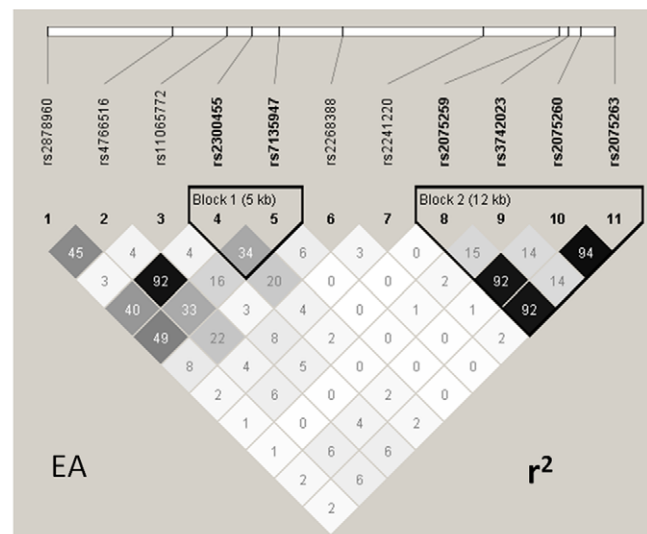 rs2878960
rs4766516
rs11065772
rs2300455
rs7135947
rs2268388
rs2241220
rs2075259
rs3742023
rs2075260
rs2075263
Block 1 (5 kb)
Block 2 (12 kb)
1 2 3 4 5 6 7 8 9 10 11
45 4 4 34 6 3 0 15 14 94
3 92 16 20 0 0 2 92 14
40 33 3 4 0 1 1 92
49 22 8 2 0 0 2
8 4 5 0 0 0
2 6 0 2 0
1 0 4 2
1 6 6
EA
r²
2 6
2